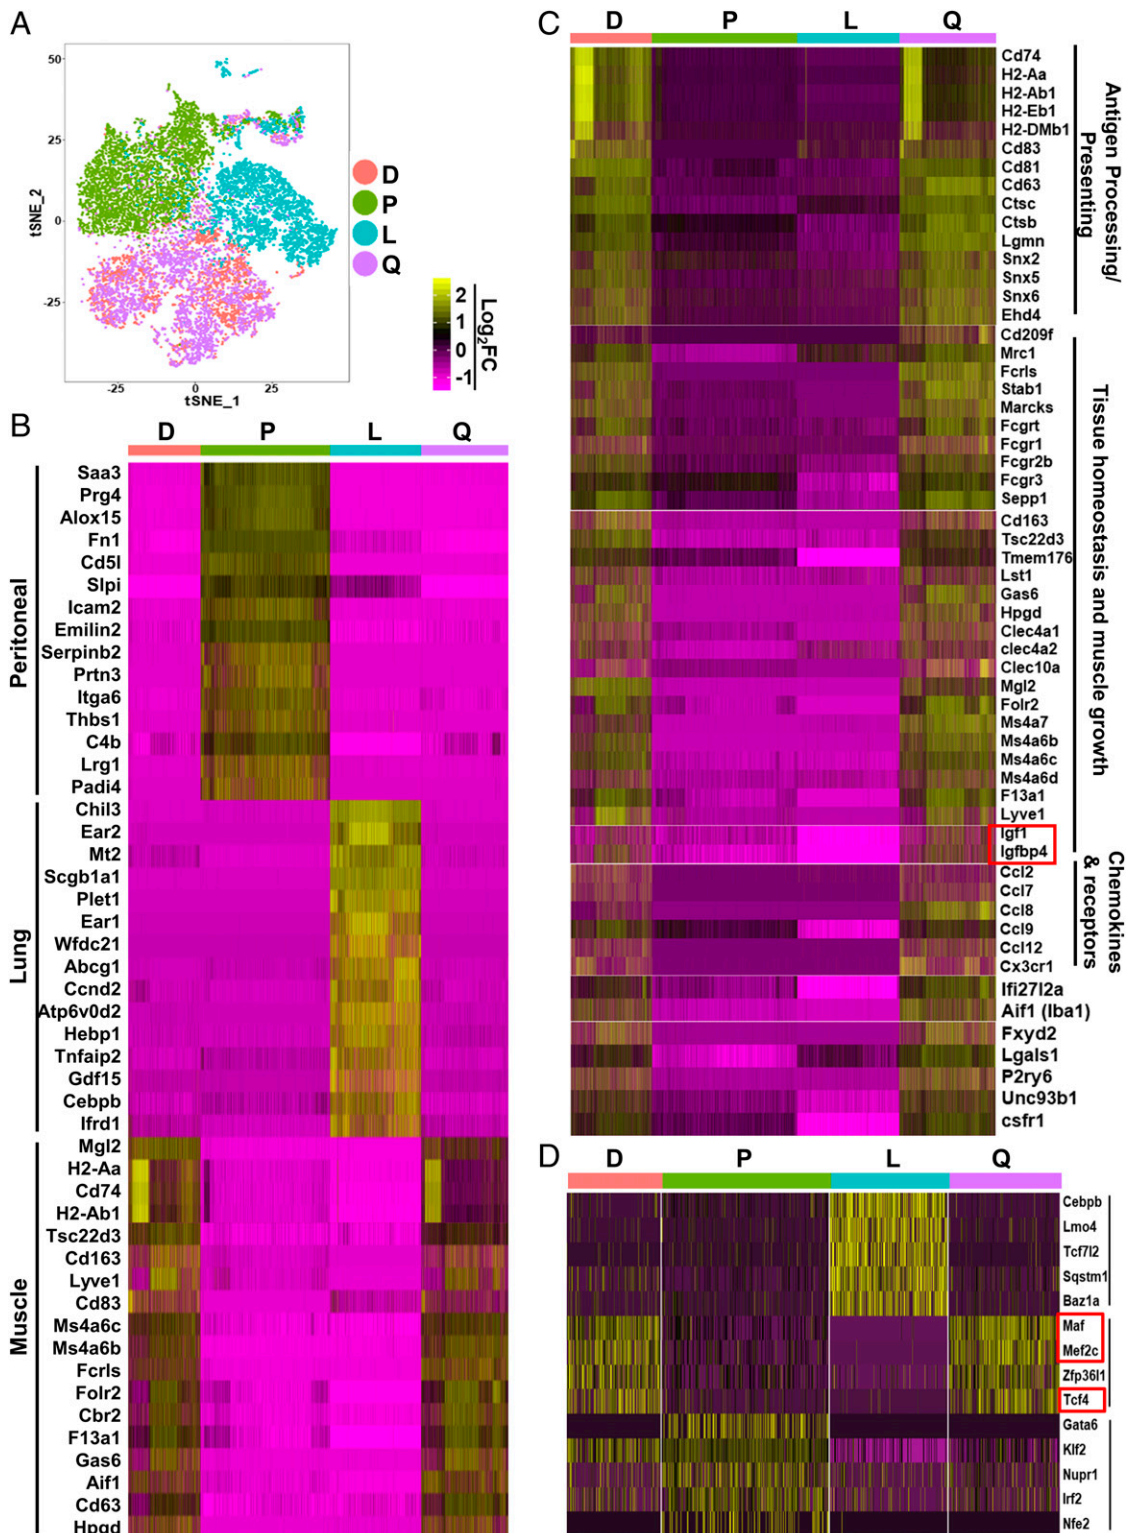 A
50
25
0
-25
-25
0
25
tSNE_2
tSNE_1
D
P
L
Q
2
1
0
-1
Log2FC
B
D P L Q
Peritoneal
Saa3
Prg4
Alox15
Fn1
Cd5l
Slpi
Icam2
Emilin2
Serpinb2
Prtn3
Itga6
Thbs1
C4b
Lrg1
Padi4
Lung
Chil3
Ear2
Mt2
Scgb1a1
Plet1
Ear1
Wfdc21
Abcg1
Ccnd2
Atp6v0d2
Hebp1
Tnfaip2
Gdf15
Cebpb
Ifrd1
Muscle
Mgl2
H2-Aa
Cd74
H2-Ab1
Tsc22d3
Cd163
Lyve1
Cd83
Ms4a6c
Ms4a6b
Fcrls
Folr2
Cbr2
F13a1
Gas6
Aif1
Cd63
Hpgd
C
D P L Q
Cd74
H2-Aa
H2-Ab1
H2-Eb1
H2-DMb1
Cd83
Cd81
Cd63
Ctsc
Ctsb
Lgmn
Snx2
Snx5
Snx6
Ehd4
Antigen Processing/
Presenting
Cd209f
Mrc1
Fcrls
Stab1
Marcks
Fcgrt
Fcgr1
Fcgr2b
Fcgr3
Sepp1
Cd163
Tsc22d3
Tmem176
Lst1
Gas6
Hpgd
Clec4a1
clec4a2
Clec10a
Mgl2
Folr2
Ms4a7
Ms4a6b
Ms4a6c
Ms4a6d
F13a1
Lyve1
Igf1
Igfbp4
Tissue homeostasis and muscle growth
Ccl2
Ccl7
Ccl8
Ccl9
Ccl12
Cx3cr1
Chemokines
& receptors
Ifi27l2a
Aif1 (Iba1)
Fxyd2
Lgals1
P2ry6
Unc93b1
csfr1
D
D P L Q
Cebpb
Lmo4
Tcf7l2
Sqstm1
Baz1a
Maf
Mef2c
Zfp36l1
Tcf4
Gata6
Klf2
Nupr1
Irf2
Nfe2